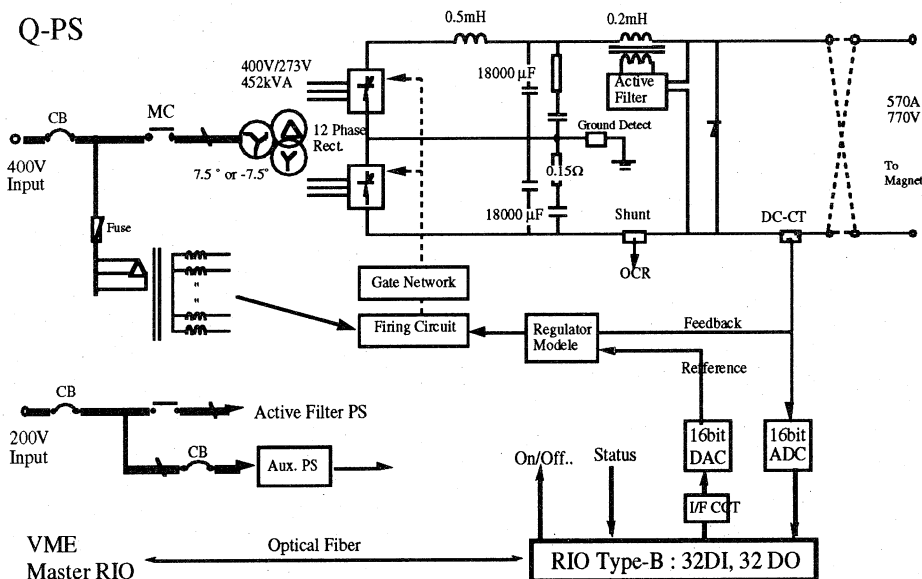 Q-PS
0.5mH
0.2mH
400V/273V
452kVA
18000 μF
Active
Filter
570A
770V
CB
MC
12 Phase
Rect.
Ground Detect
400V
Input
7.5 ° or -7.5°
0.15Ω
To
Magnet
18000 μF
Shunt
DC-CT
Fuse
OCR
Gate Network
Firing Circuit
Regulator
Modele
Feedback
Refference
CB
Active Filter PS
200V
Input
CB
Aux. PS
On/Off..
Status
16bit
DAC
16bit
ADC
I/F CCT
VME
Master RIO
Optical Fiber
RIO Type-B : 32DI, 32 DO